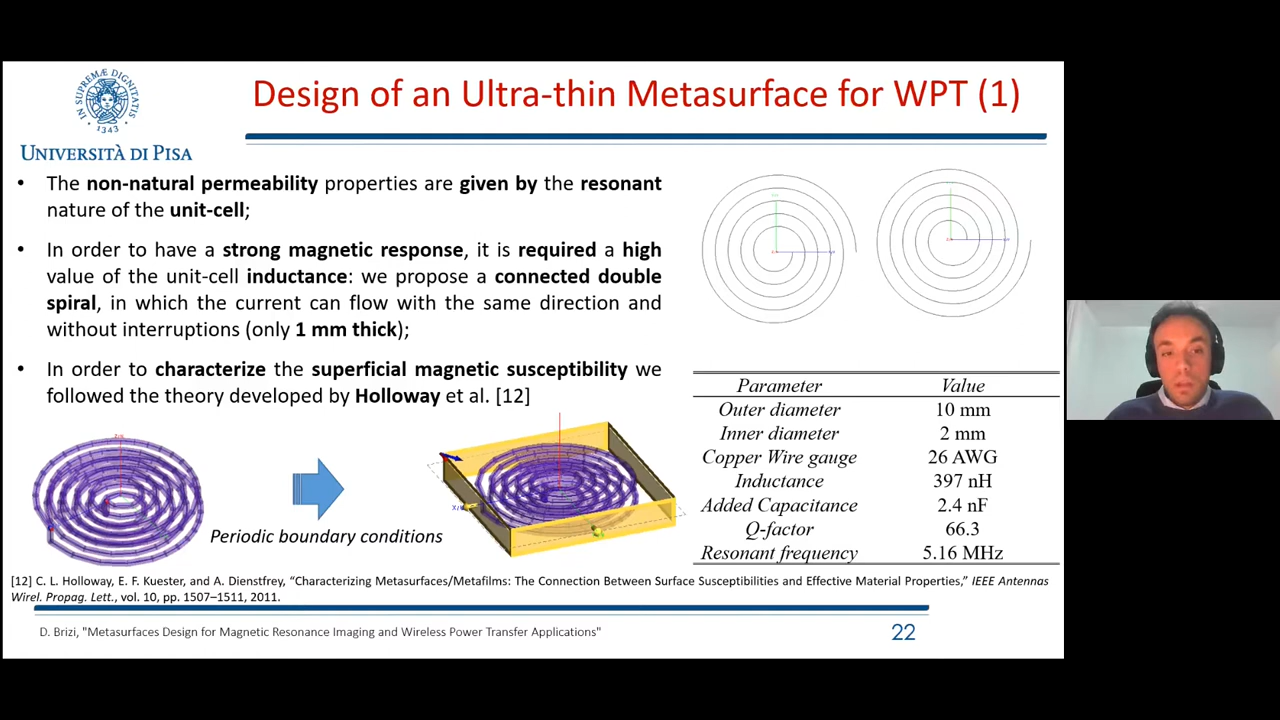 IN SUPREMÆ DIGNITATIS
• 1343 •
UNIVERSITÀ DI PISA
Design of an Ultra-thin Metasurface for WPT (1)
• The non-natural permeability properties are given by the resonant
nature of the unit-cell;
• In order to have a strong magnetic response, it is required a high
value of the unit-cell inductance: we propose a connected double
spiral, in which the current can flow with the same direction and
without interruptions (only 1 mm thick);
• In order to characterize the superficial magnetic susceptibility we
followed the theory developed by Holloway et al. [12]
Periodic boundary conditions
Parameter Value
Outer diameter 10 mm
Inner diameter 2 mm
Copper Wire gauge 26 AWG
Inductance 397 nH
Added Capacitance 2.4 nF
Q-factor 66.3
Resonant frequency 5.16 MHz
[12] C. L. Holloway, E. F. Kuester, and A. Dienstfrey, “Characterizing Metasurfaces/Metafilms: The Connection Between Surface Susceptibilities and Effective Material Properties,” IEEE Antennas
Wirel. Propag. Lett., vol. 10, pp. 1507–1511, 2011.
D. Brizi, "Metasurfaces Design for Magnetic Resonance Imaging and Wireless Power Transfer Applications"
22